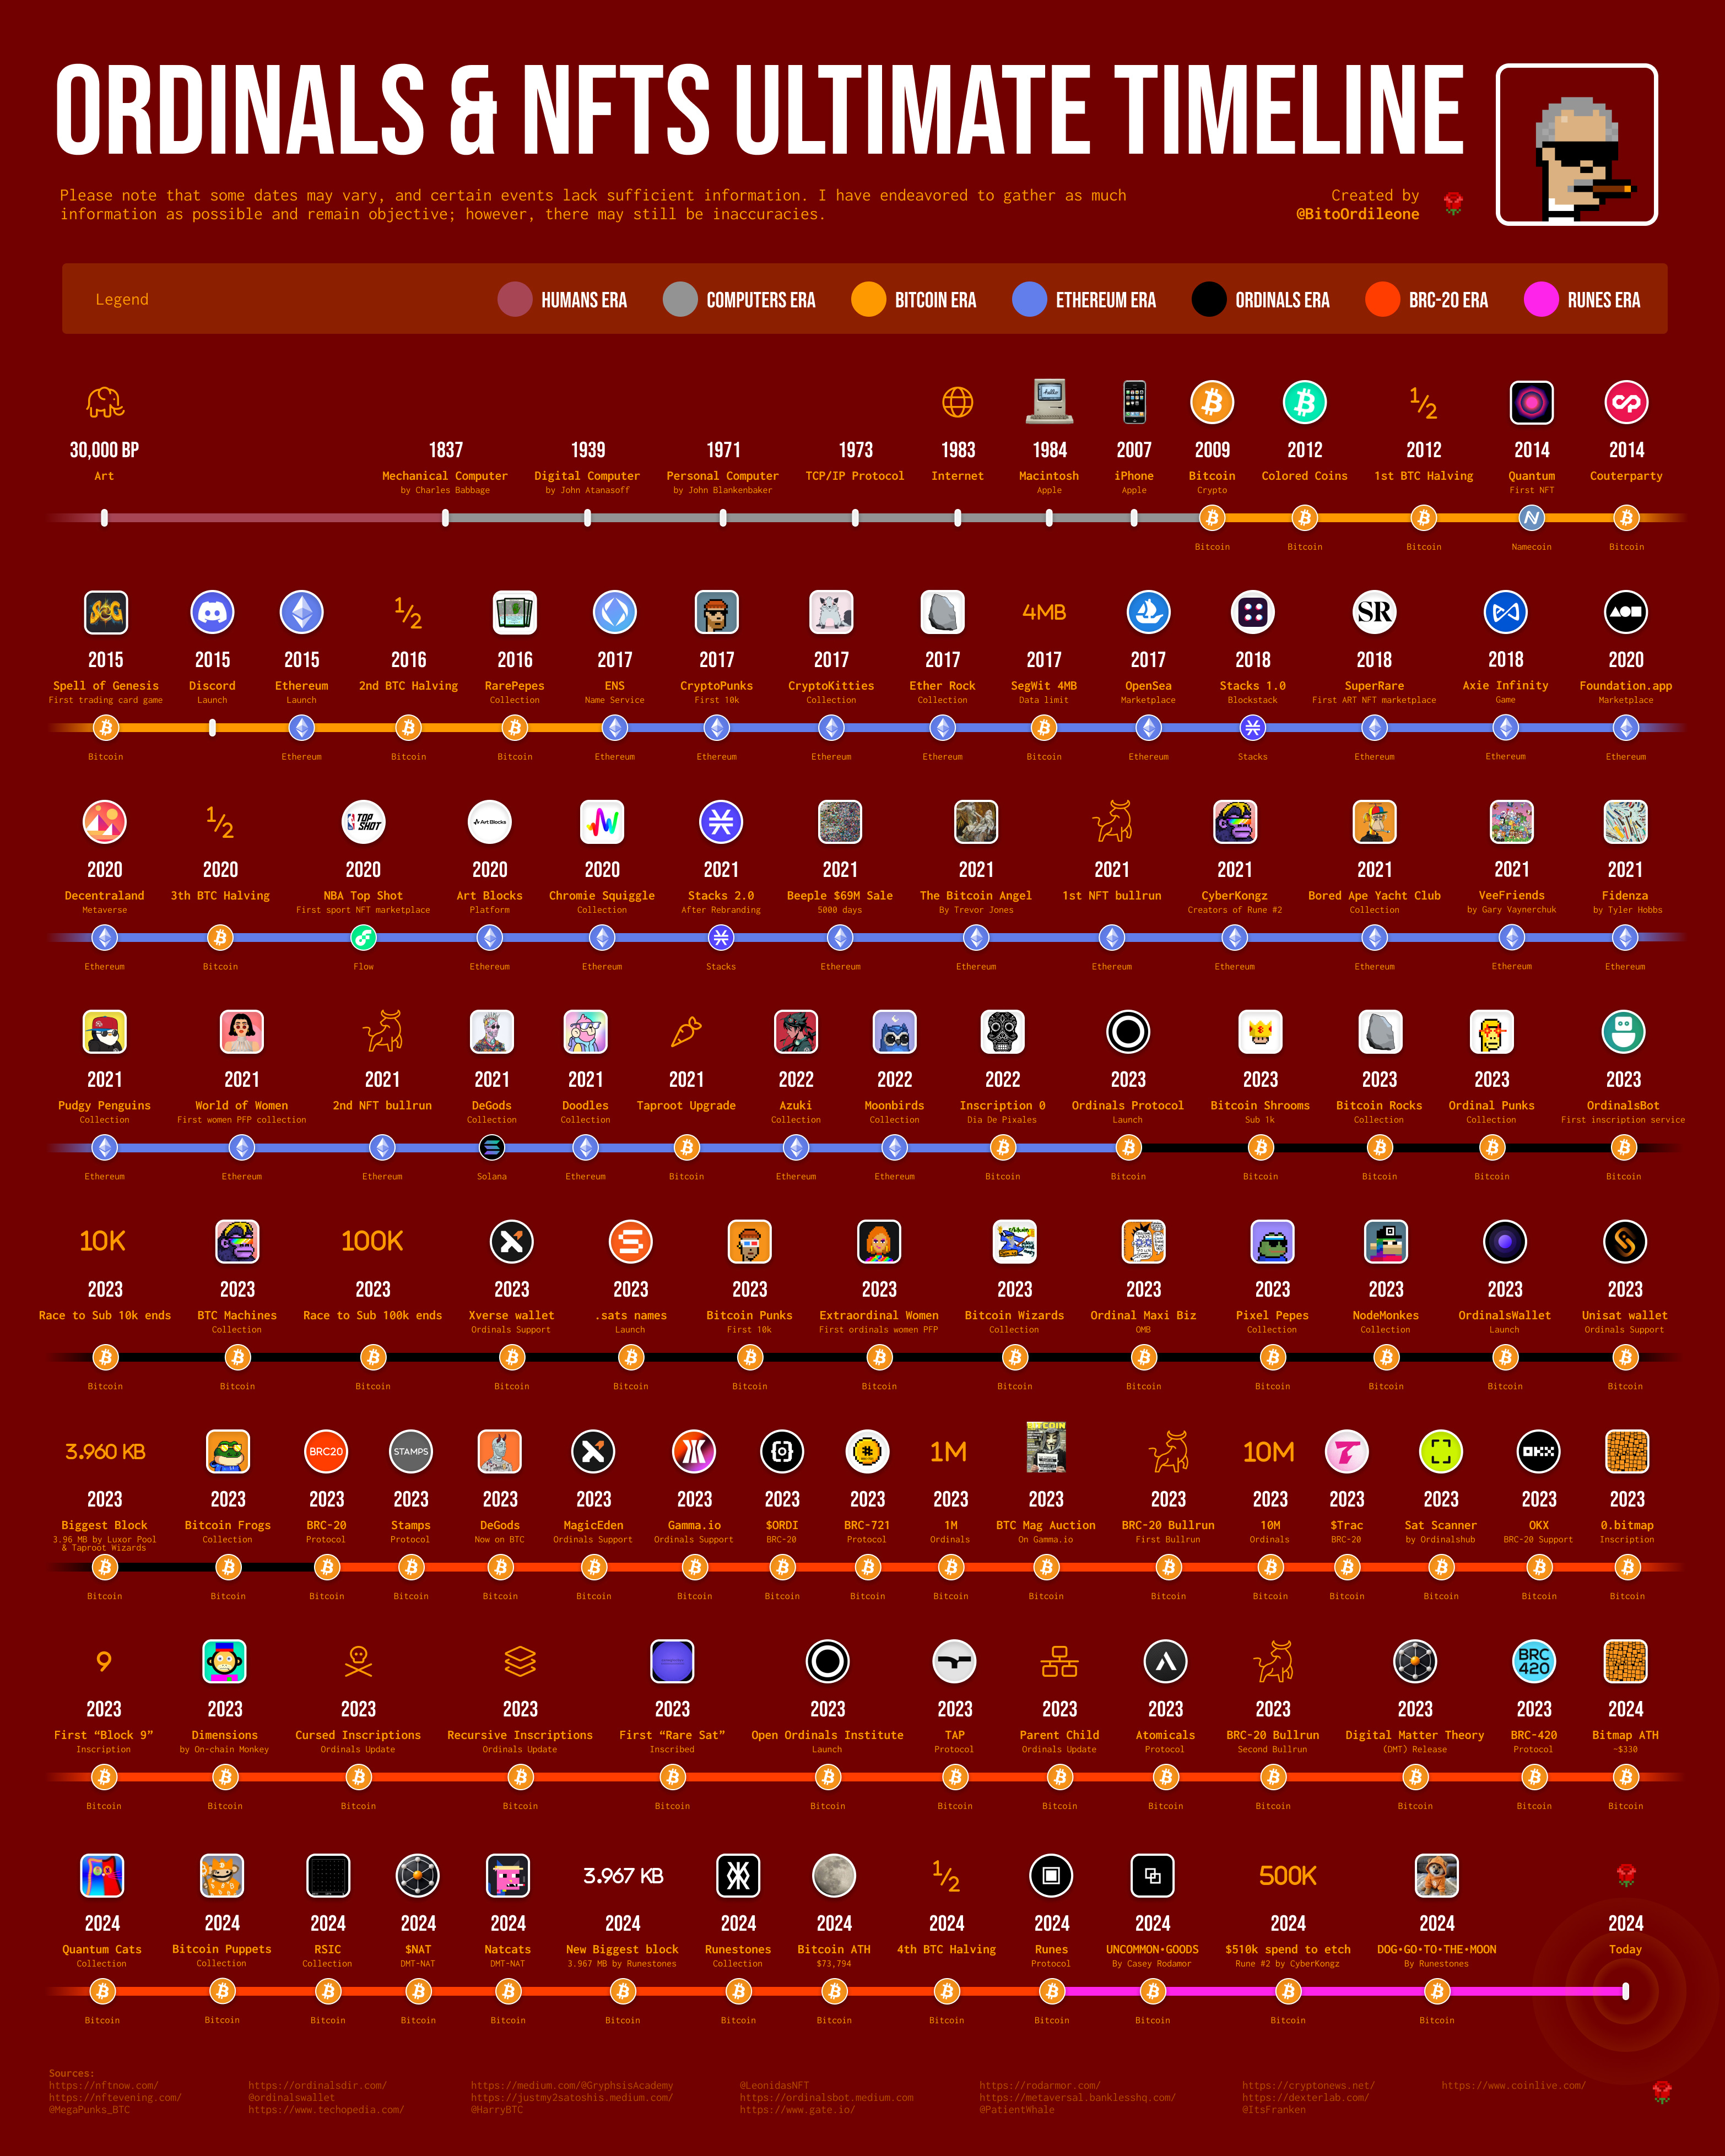 ORDINALS & NFTS ULTIMATE TIMELINE
Please note that some dates may vary, and certain events lack sufficient information. I have endeavored to gather as much
information as possible and remain objective; however, there may still be inaccuracies.
Created by
@BitoOrdileone
Legend
HUMANS ERA
COMPUTERS ERA
BITCOIN ERA
ETHEREUM ERA
ORDINALS ERA
BRC-20 ERA
RUNES ERA
hello
1/2
30,000 BP 1837 1939 1971 1973 1983 1984 2007 2009 2012 2012 2014 2014
Art Mechanical Computer Digital Computer Personal Computer TCP/IP Protocol Internet Macintosh iPhone Bitcoin Colored Coins 1st BTC Halving Quantum Couterparty
by Charles Babbage by John Atanasoff by John Blankenbaker Apple Apple Crypto First NFT
Bitcoin Bitcoin Bitcoin Namecoin Bitcoin
SOG 1/2 4MB SR
2015 2015 2015 2016 2016 2017 2017 2017 2017 2017 2017 2018 2018 2018 2020
Spell of Genesis Discord Ethereum 2nd BTC Halving RarePepes ENS CryptoPunks CryptoKitties Ether Rock SegWit 4MB OpenSea Stacks 1.0 SuperRare Axie Infinity Foundation.app
First trading card game Launch Launch Collection Name Service First 10k Collection Collection Data limit Marketplace Blockstack First ART NFT marketplace Game Marketplace
Bitcoin Ethereum Bitcoin Bitcoin Ethereum Ethereum Ethereum Ethereum Bitcoin Ethereum Stacks Ethereum Ethereum Ethereum
1/2 TOP SHOT Art Blocks
2020 2020 2020 2020 2020 2021 2021 2021 2021 2021 2021 2021 2021
Decentraland 3th BTC Halving NBA Top Shot Art Blocks Chromie Squiggle Stacks 2.0 Beeple $69M Sale The Bitcoin Angel 1st NFT bullrun CyberKongz Bored Ape Yacht Club VeeFriends Fidenza
Metaverse First sport NFT marketplace Platform Collection After Rebranding 5000 days By Trevor Jones Creators of Rune #2 Collection by Gary Vaynerchuk by Tyler Hobbs
Ethereum Bitcoin Flow Ethereum Ethereum Stacks Ethereum Ethereum Ethereum Ethereum Ethereum Ethereum Ethereum
2021 2021 2021 2021 2021 2021 2022 2022 2022 2023 2023 2023 2023 2023
Pudgy Penguins World of Women 2nd NFT bullrun DeGods Doodles Taproot Upgrade Azuki Moonbirds Inscription 0 Ordinals Protocol Bitcoin Shrooms Bitcoin Rocks Ordinal Punks OrdinalsBot
Collection First women PFP collection Collection Collection Collection Collection Dia De Pixales Launch Sub 1k Collection Collection First inscription service
Ethereum Ethereum Ethereum Solana Ethereum Bitcoin Ethereum Ethereum Bitcoin Bitcoin Bitcoin Bitcoin Bitcoin Bitcoin
10K 100K
2023 2023 2023 2023 2023 2023 2023 2023 2023 2023 2023 2023 2023
Race to Sub 10k ends BTC Machines Race to Sub 100k ends Xverse wallet .sats names Bitcoin Punks Extraordinal Women Bitcoin Wizards Ordinal Maxi Biz Pixel Pepes NodeMonkes OrdinalsWallet Unisat wallet
Collection Ordinals Support Launch First 10k First ordinals women PFP Collection OMB Collection Collection Launch Ordinals Support
Bitcoin Bitcoin Bitcoin Bitcoin Bitcoin Bitcoin Bitcoin Bitcoin Bitcoin Bitcoin Bitcoin Bitcoin Bitcoin
3.960 KB BRC20 STAMPS 1M 10M OKX
2023 2023 2023 2023 2023 2023 2023 2023 2023 2023 2023 2023 2023 2023 2023 2023 2023
Biggest Block Bitcoin Frogs BRC-20 Stamps DeGods MagicEden Gamma.io $ORDI BRC-721 1M BTC Mag Auction BRC-20 Bullrun 10M $Trac Sat Scanner OKX 0.bitmap
3.96 MB by Luxor Pool Collection Protocol Protocol Now on BTC Ordinals Support Ordinals Support BRC-20 Protocol Ordinals On Gamma.io First Bullrun Ordinals BRC-20 by Ordinalshub BRC-20 Support Inscription
& Taproot Wizards
Bitcoin Bitcoin Bitcoin Bitcoin Bitcoin Bitcoin Bitcoin Bitcoin Bitcoin Bitcoin Bitcoin Bitcoin Bitcoin Bitcoin Bitcoin Bitcoin Bitcoin
9 BRC 420
2023 2023 2023 2023 2023 2023 2023 2023 2023 2023 2023 2023 2024
First “Block 9” Dimensions Cursed Inscriptions Recursive Inscriptions First “Rare Sat” Open Ordinals Institute TAP Parent Child Atomicals BRC-20 Bullrun Digital Matter Theory BRC-420 Bitmap ATH
Inscription by On-chain Monkey Ordinals Update Ordinals Update Inscribed Launch Protocol Ordinals Update Protocol Second Bullrun (DMT) Release Protocol ~$330
Bitcoin Bitcoin Bitcoin Bitcoin Bitcoin Bitcoin Bitcoin Bitcoin Bitcoin Bitcoin Bitcoin Bitcoin Bitcoin
3.967 KB 1/2 500K
2024 2024 2024 2024 2024 2024 2024 2024 2024 2024 2024 2024 2024 2024
Quantum Cats Bitcoin Puppets RSIC $NAT Natcats New Biggest block Runestones Bitcoin ATH 4th BTC Halving Runes UNCOMMON•GOODS $510k spend to etch DOG•GO•TO•THE•MOON Today
Collection Collection Collection DMT-NAT DMT-NAT 3.967 MB by Runestones Collection $73,794 Protocol By Casey Rodamor Rune #2 by CyberKongz By Runestones
Bitcoin Bitcoin Bitcoin Bitcoin Bitcoin Bitcoin Bitcoin Bitcoin Bitcoin Bitcoin Bitcoin Bitcoin Bitcoin
Sources:
https://nftnow.com/ https://ordinalsdir.com/ https://medium.com/@GryphsisAcademy @LeonidasNFT https://rodarmor.com/ https://cryptonews.net/ https://www.coinlive.com/
https://nftevening.com/ @ordinalswallet https://justmy2satoshis.medium.com/ https://ordinalsbot.medium.com https://metaversal.banklesshq.com/ https://dexterlab.com/
@MegaPunks_BTC https://www.techopedia.com/ @HarryBTC https://www.gate.io/ @PatientWhale @ItsFranken